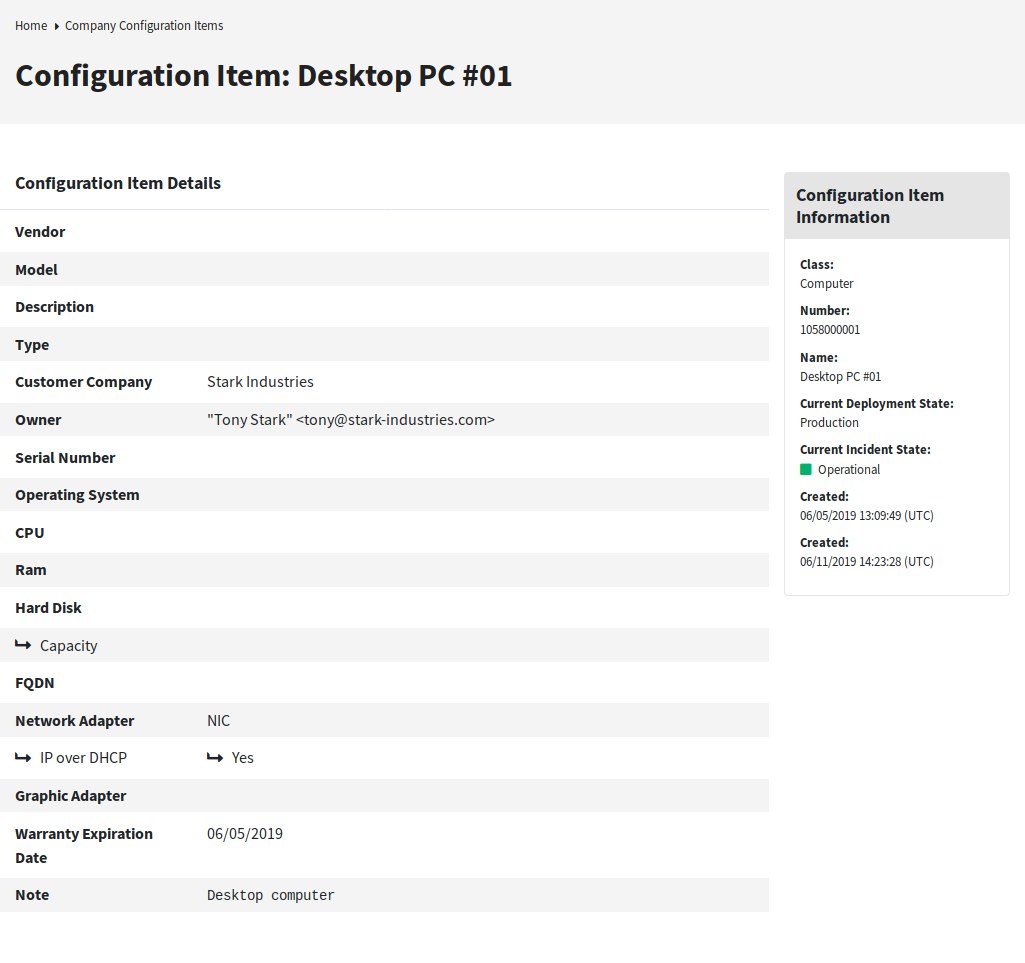 Home Company Configuration Items
Configuration Item: Desktop PC #01
Configuration Item Details
Vendor
Model
Description
Type
Customer Company Stark Industries
Owner "Tony Stark" <tony@stark-industries.com>
Serial Number
Operating System
CPU
Ram
Hard Disk
Capacity
FQDN
Network Adapter NIC
IP over DHCP Yes
Graphic Adapter
Warranty Expiration 06/05/2019
Date
Note Desktop computer
Configuration Item
Information
Class:
Computer
Number:
1058000001
Name:
Desktop PC #01
Current Deployment State:
Production
Current Incident State:
Operational
Created:
06/05/2019 13:09:49 (UTC)
Created:
06/11/2019 14:23:28 (UTC)